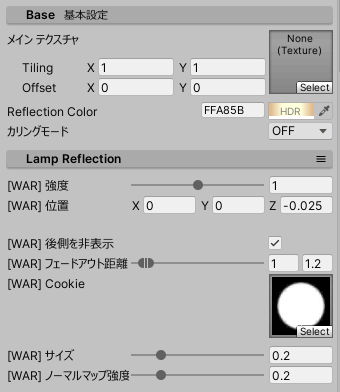 Base 基本設定
メイン テクスチャ
None
(Texture)
Select
Tiling X 1 Y 1
Offset X 0 Y 0
Reflection Color FFA85B HDR
カリングモード OFF
Lamp Reflection
[WAR] 強度 1
[WAR] 位置 X 0 Y 0 Z -0.025
[WAR] 後側を非表示
[WAR] フェードアウト距離 1 1.2
[WAR] Cookie
Select
[WAR] サイズ 0.2
[WAR] ノーマルマップ強度 0.2